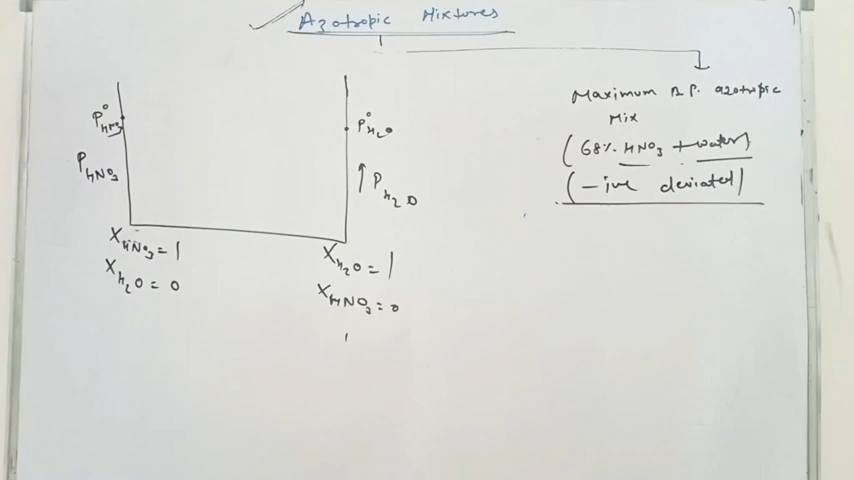 Azotropic Mixtures
Maximum B.P. azotropic
Mix
(68% HNO₃ + water)
(-ive deviated)
P°HNO₃
PHNO₃
P°H₂O
PH₂O
XHNO₃ = 1
XH₂O = 0
XH₂O = 1
XHNO₃ = 0